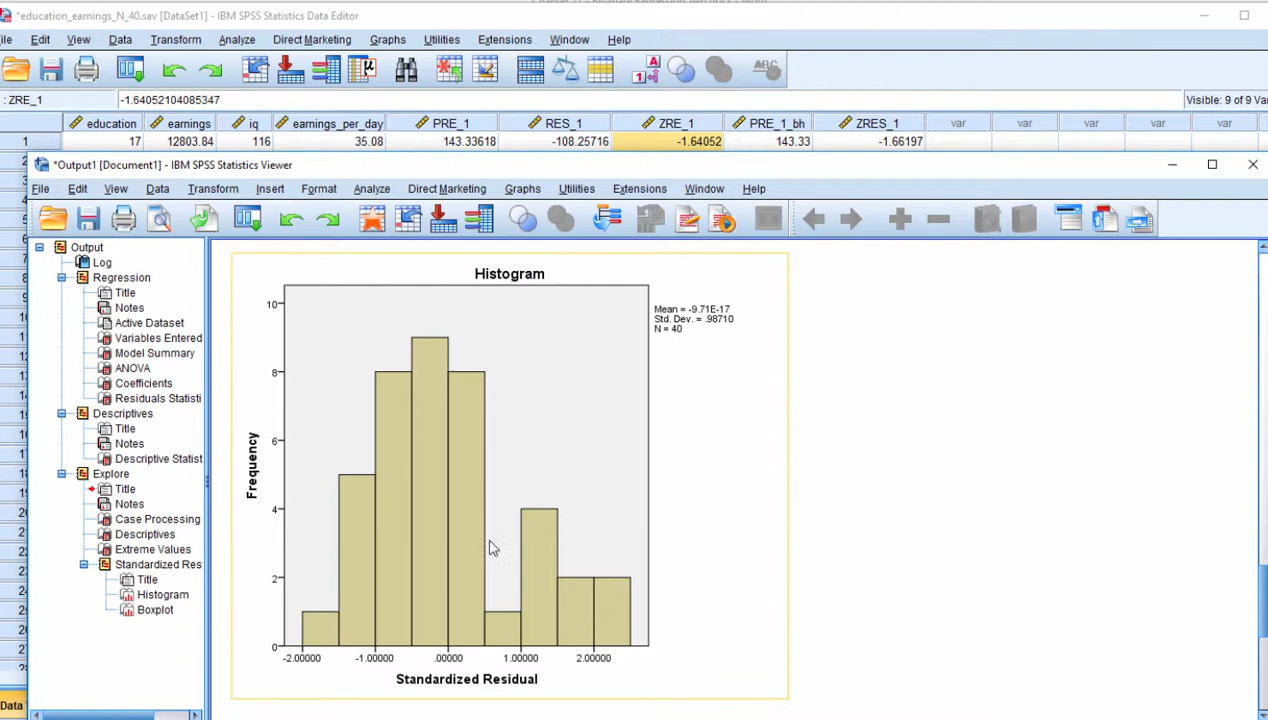 *education_earnings_N_40.sav [DataSet1] - IBM SPSS Statistics Data Editor
ile Edit View Data Transform Analyze Direct Marketing Graphs Utilities Extensions Window Help
: ZRE_1 -1.64052104085347 Visible: 9 of 9 Var
education earnings iq earnings_per_day PRE_1 RES_1 ZRE_1 PRE_1_bh ZRES_1 var var var var var
1 17 12803.84 116 35.08 143.33618 -108.25716 -1.64052 143.33 -1.66197
*Output1 [Document1] - IBM SPSS Statistics Viewer
File Edit View Data Transform Insert Format Analyze Direct Marketing Graphs Utilities Extensions Window Help
Output
Log
Regression
Title
Notes
Active Dataset
Variables Entered
Model Summary
ANOVA
Coefficients
Residuals Statisti
Descriptives
Title
Notes
Descriptive Statist
Explore
Title
Notes
Case Processing
Descriptives
Extreme Values
Standardized Res
Title
Histogram
Boxplot
Data
Histogram
Mean = -9.71E-17
Std. Dev. = .98710
N = 40
Frequency
10
8
6
4
2
0
-2.00000 -1.00000 .00000 1.00000 2.00000
Standardized Residual